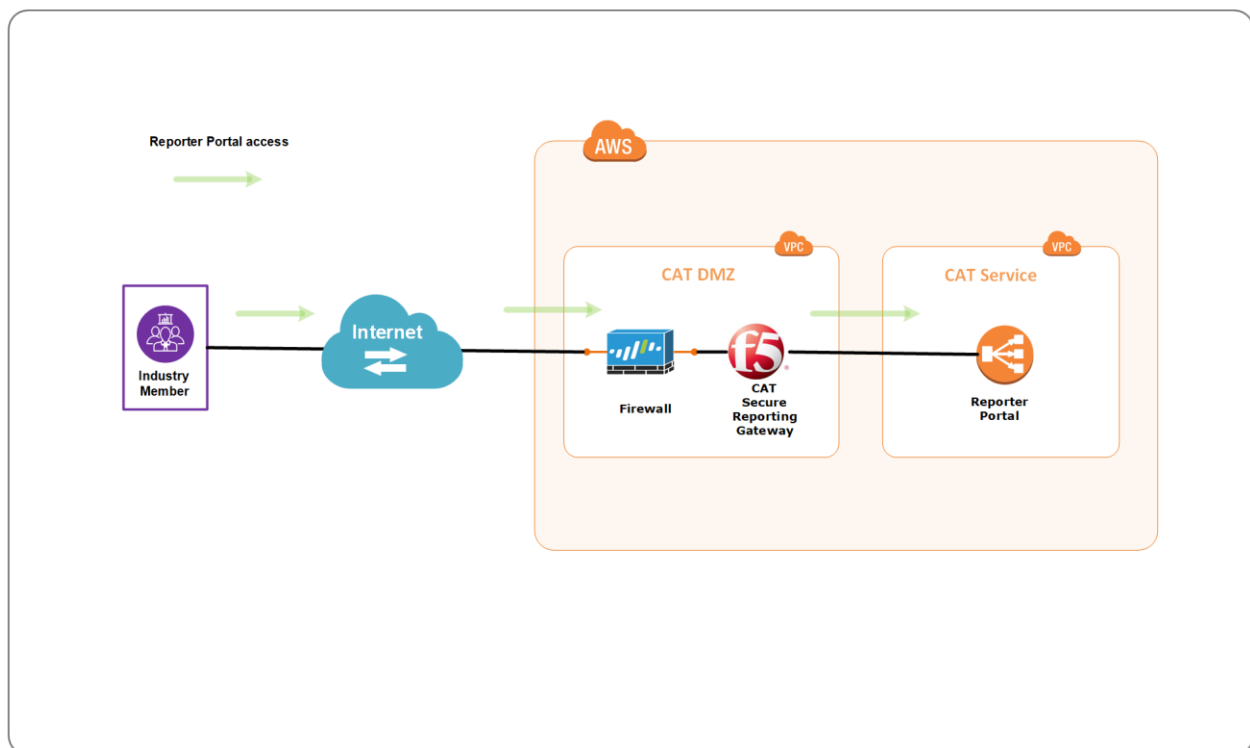 Reporter Portal access
AWS
VPC
VPC
CAT DMZ
CAT Service
Internet
Industry
Member
Firewall
f5
CAT
Secure
Reporting
Gateway
Reporter
Portal